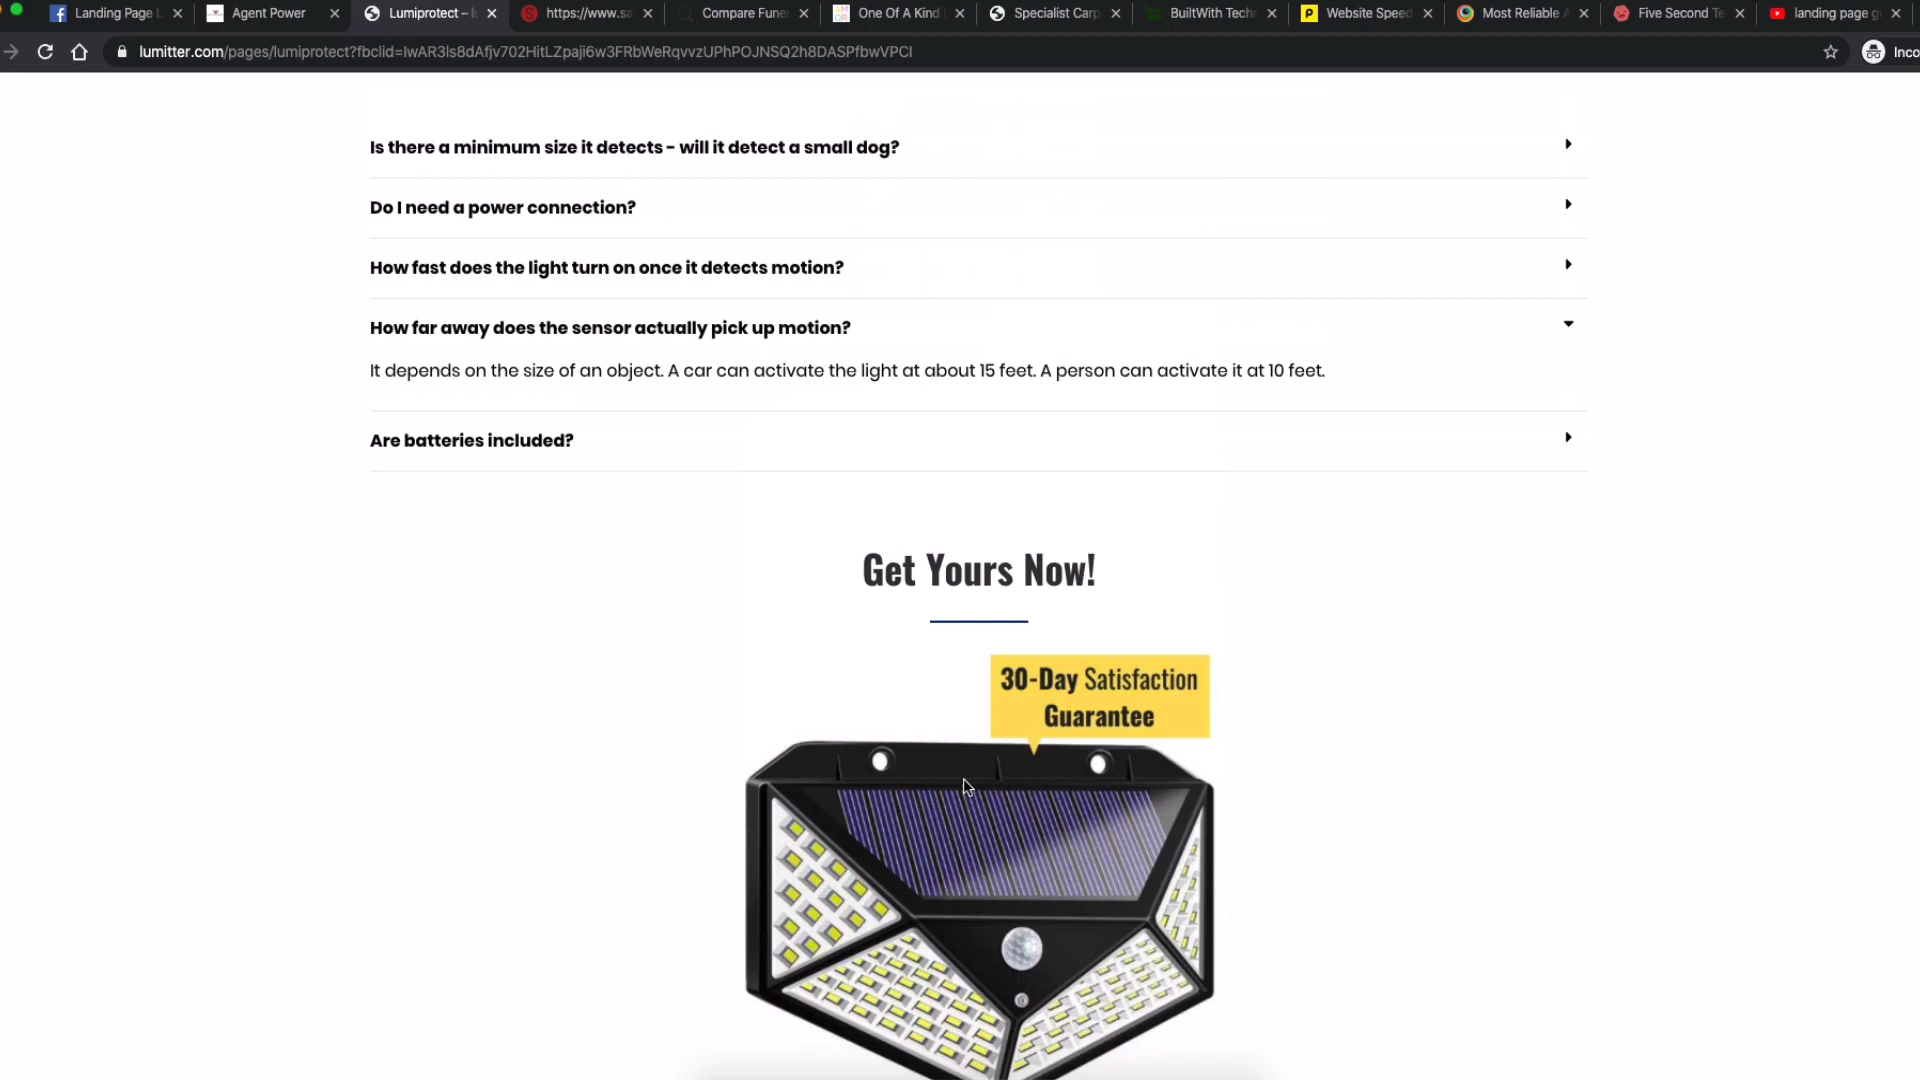 Landing Page L
Agent Power
Lumiprotect – l
https://www.sa
Compare Fune
One Of A Kind
Specialist Carp
BuiltWith Tech
Website Speed
Most Reliable A
Five Second Te
landing page g
lumitter.com/pages/lumiprotect?fbclid=IwAR3ls8dAfjv702HitLZpaji6w3FRbWeRqvvzUPhPOJNSQ2h8DASPfbwVPCI
Inco
Is there a minimum size it detects - will it detect a small dog?
Do I need a power connection?
How fast does the light turn on once it detects motion?
How far away does the sensor actually pick up motion?
It depends on the size of an object. A car can activate the light at about 15 feet. A person can activate it at 10 feet.
Are batteries included?
Get Yours Now!
30-Day Satisfaction
Guarantee